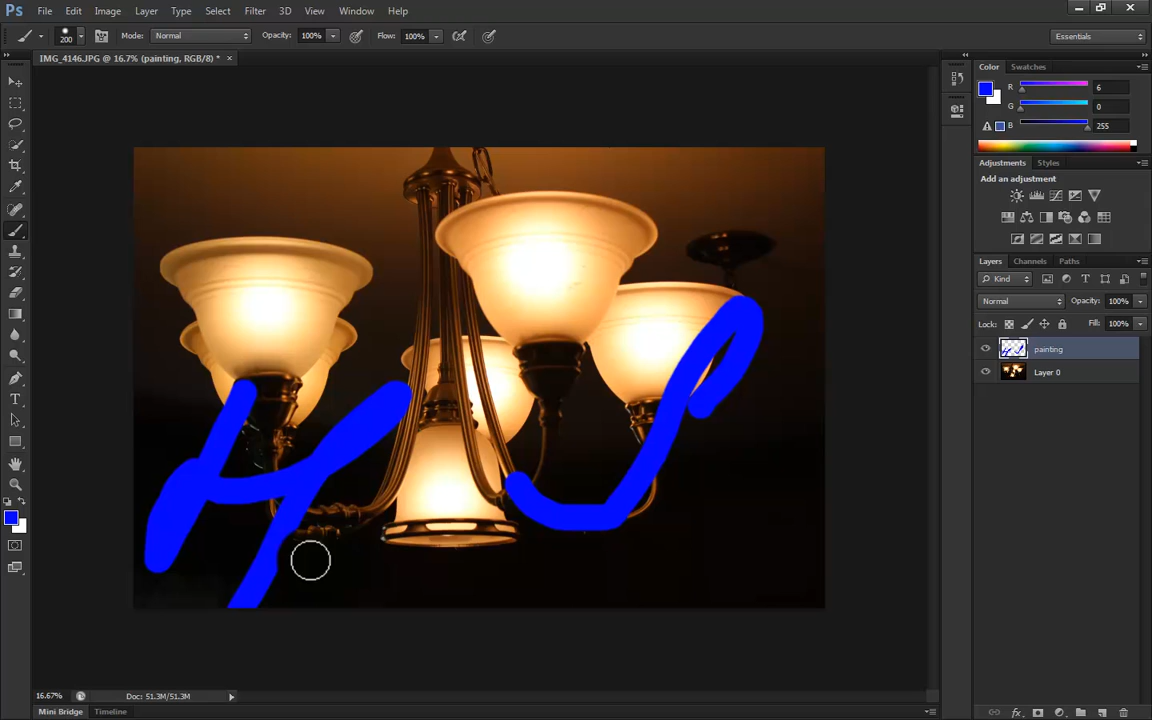 Ps File Edit Image Layer Type Select Filter 3D View Window Help
200 Mode: Normal Opacity: 100% Flow: 100% Essentials
IMG_4146.JPG @ 16.7% (painting, RGB/8) * ×
Color Swatches
R 6
G 0
B 255
Adjustments Styles
Add an adjustment
Layers Channels Paths
Kind
Normal Opacity: 100%
Lock: Fill: 100%
painting
Layer 0
16.67% Doc: 51.3M/51.3M
Mini Bridge Timeline